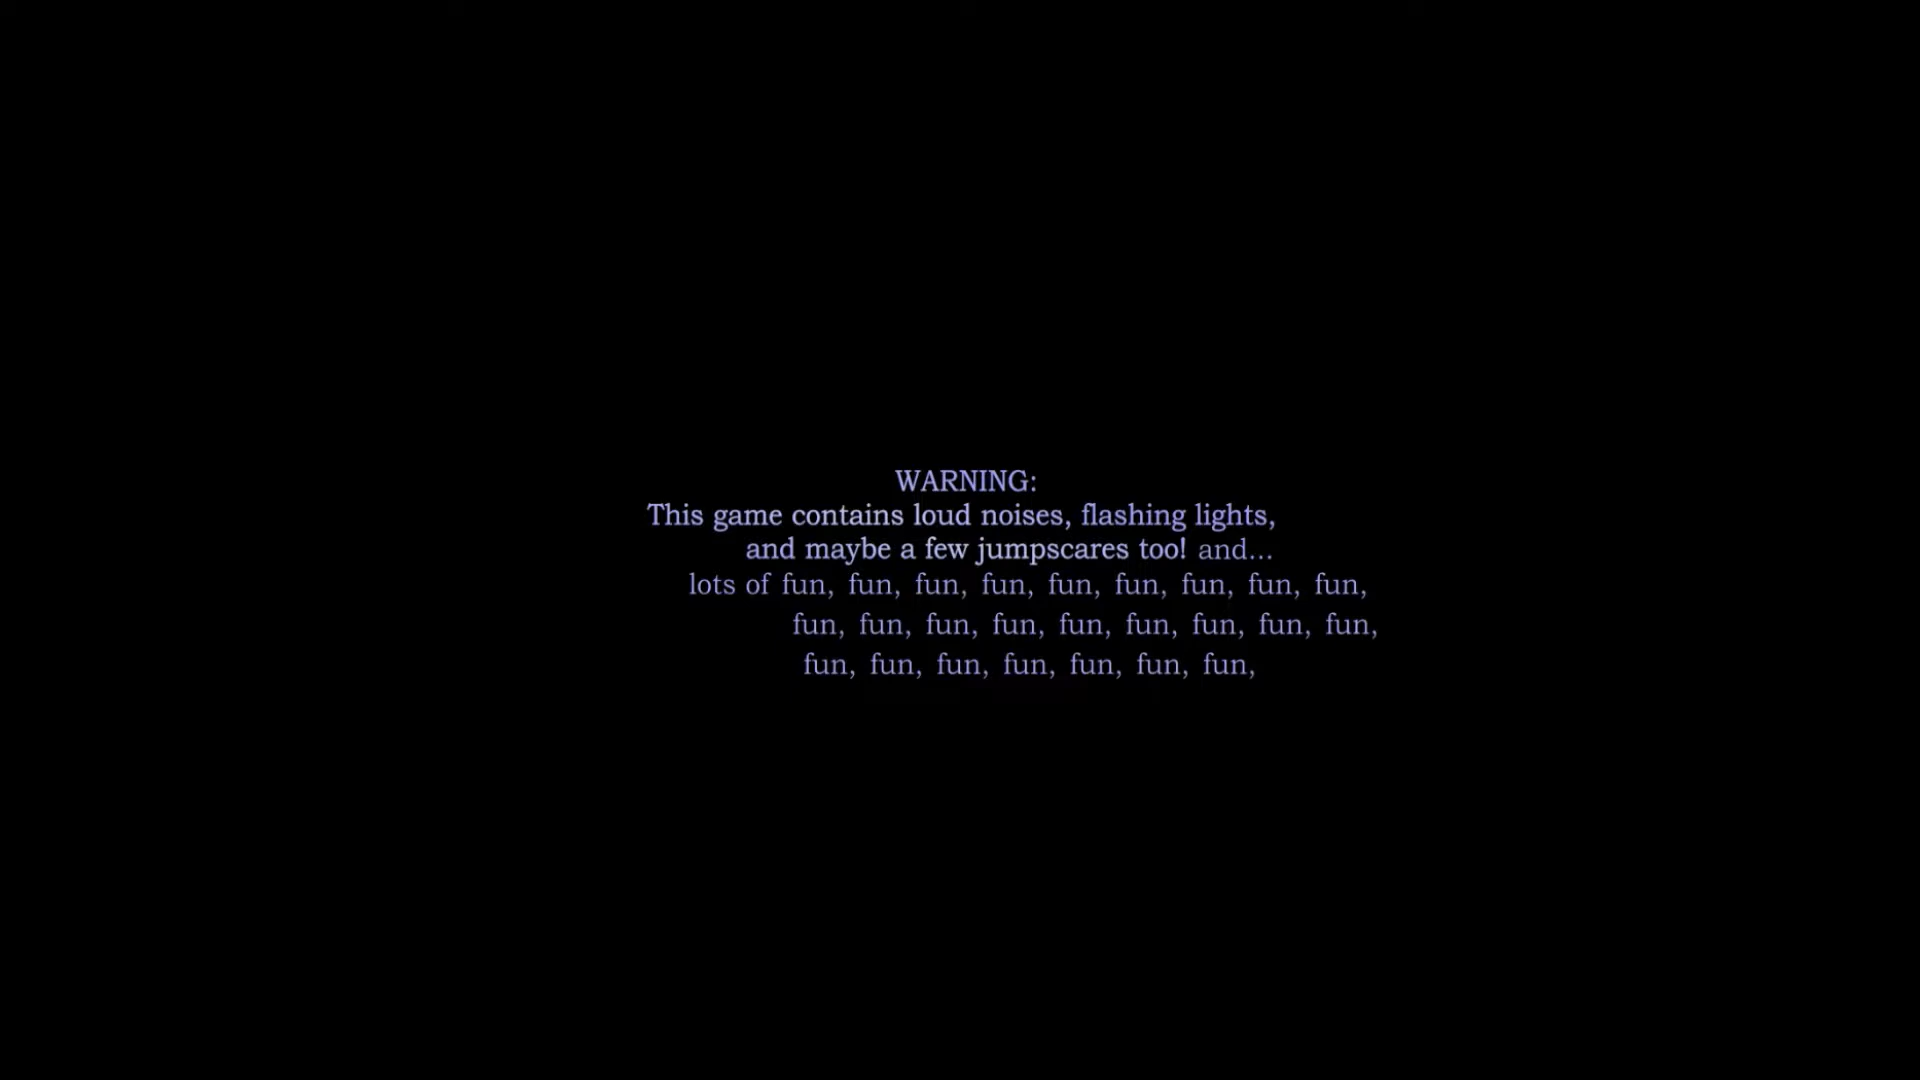 WARNING:
This game contains loud noises, flashing lights,
and maybe a few jumpscares too! and...
lots of fun, fun, fun, fun, fun, fun, fun, fun, fun,
fun, fun, fun, fun, fun, fun, fun, fun, fun,
fun, fun, fun, fun, fun, fun, fun,